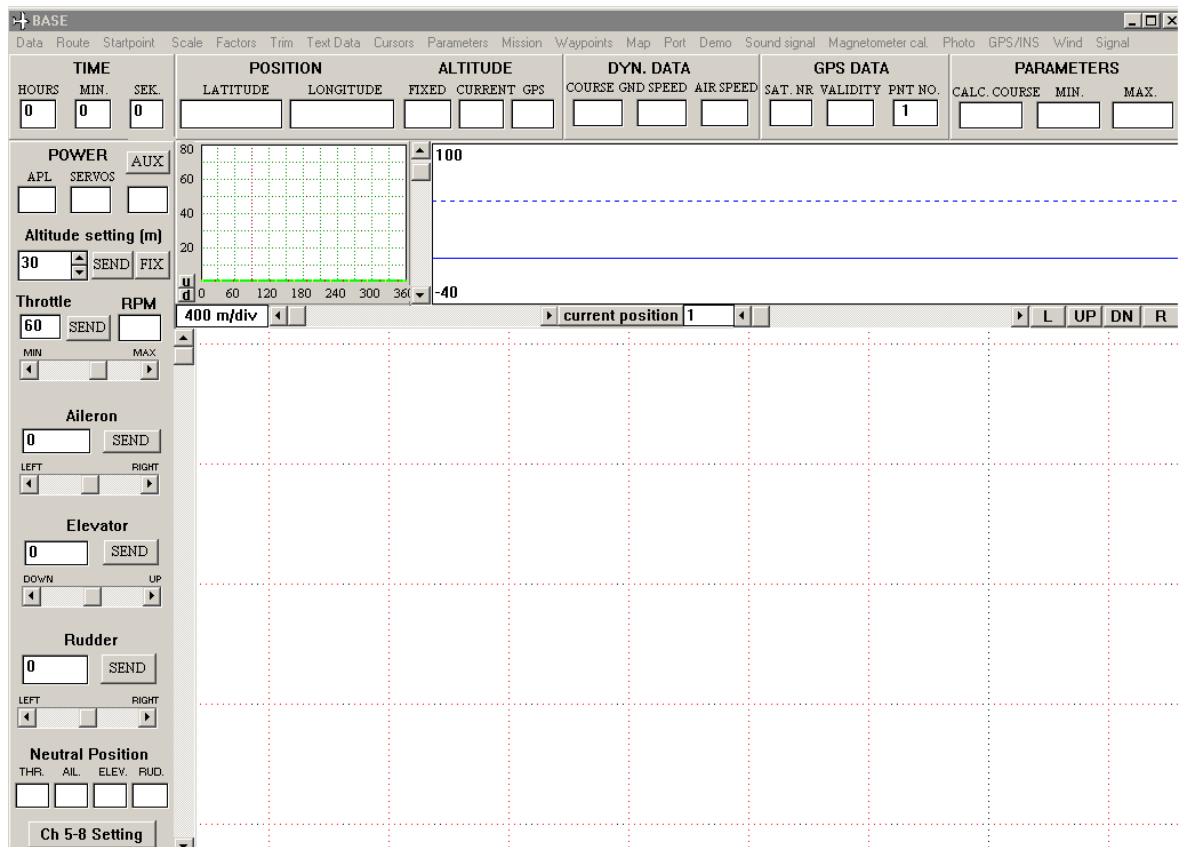 BASE
Data Route Startpoint Scale Factors Trim Text Data Cursors Parameters Mission Waypoints Map Port Demo Sound signal Magnetometer cal. Photo GPS/INS Wind Signal
TIME POSITION ALTITUDE DYN. DATA GPS DATA PARAMETERS
HOURS MIN. SEK. LATITUDE LONGITUDE FIXED CURRENT GPS COURSE GND SPEED AIR SPEED SAT. NR VALIDITY PNT NO. CALC. COURSE MIN. MAX.
0 0 0 1
POWER AUX
APL SERVOS
Altitude setting (m)
30 SEND FIX
Throttle RPM
60 SEND
MIN MAX
Aileron
0 SEND
LEFT RIGHT
Elevator
0 SEND
DOWN UP
Rudder
0 SEND
LEFT RIGHT
Neutral Position
THR. AIL. ELEV. RUD.
Ch 5-8 Setting
80
60
40
20
u
d
0 60 120 180 240 300 36
100
-40
400 m/div current position 1 L UP DN R